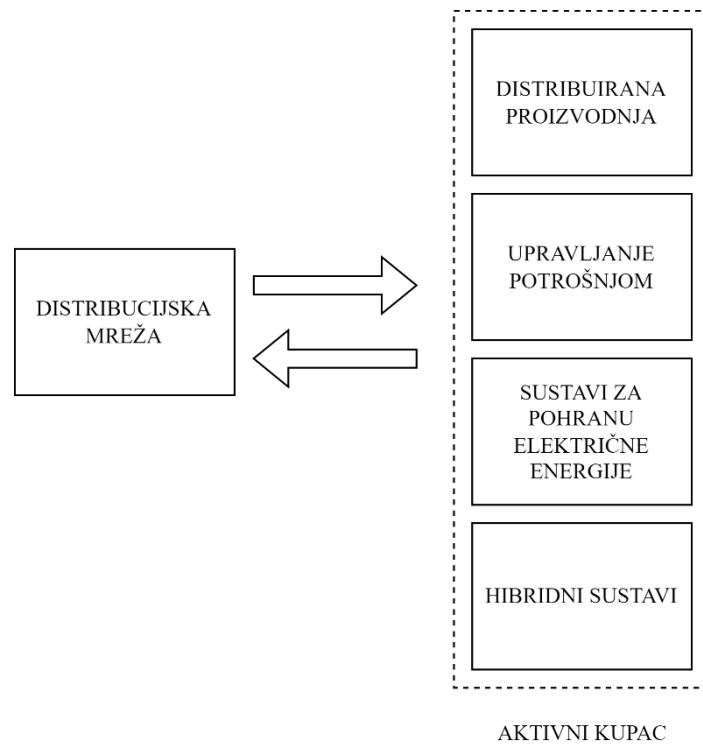 DISTRIBUIRANA
PROIZVODNJA
UPRAVLJANJE
POTROŠNJOM
DISTRIBUCIJSKA
MREŽA
SUSTAVI ZA
POHRANU
ELEKTRIČNE
ENERGIJE
HIBRIDNI SUSTAVI
AKTIVNI KUPAC